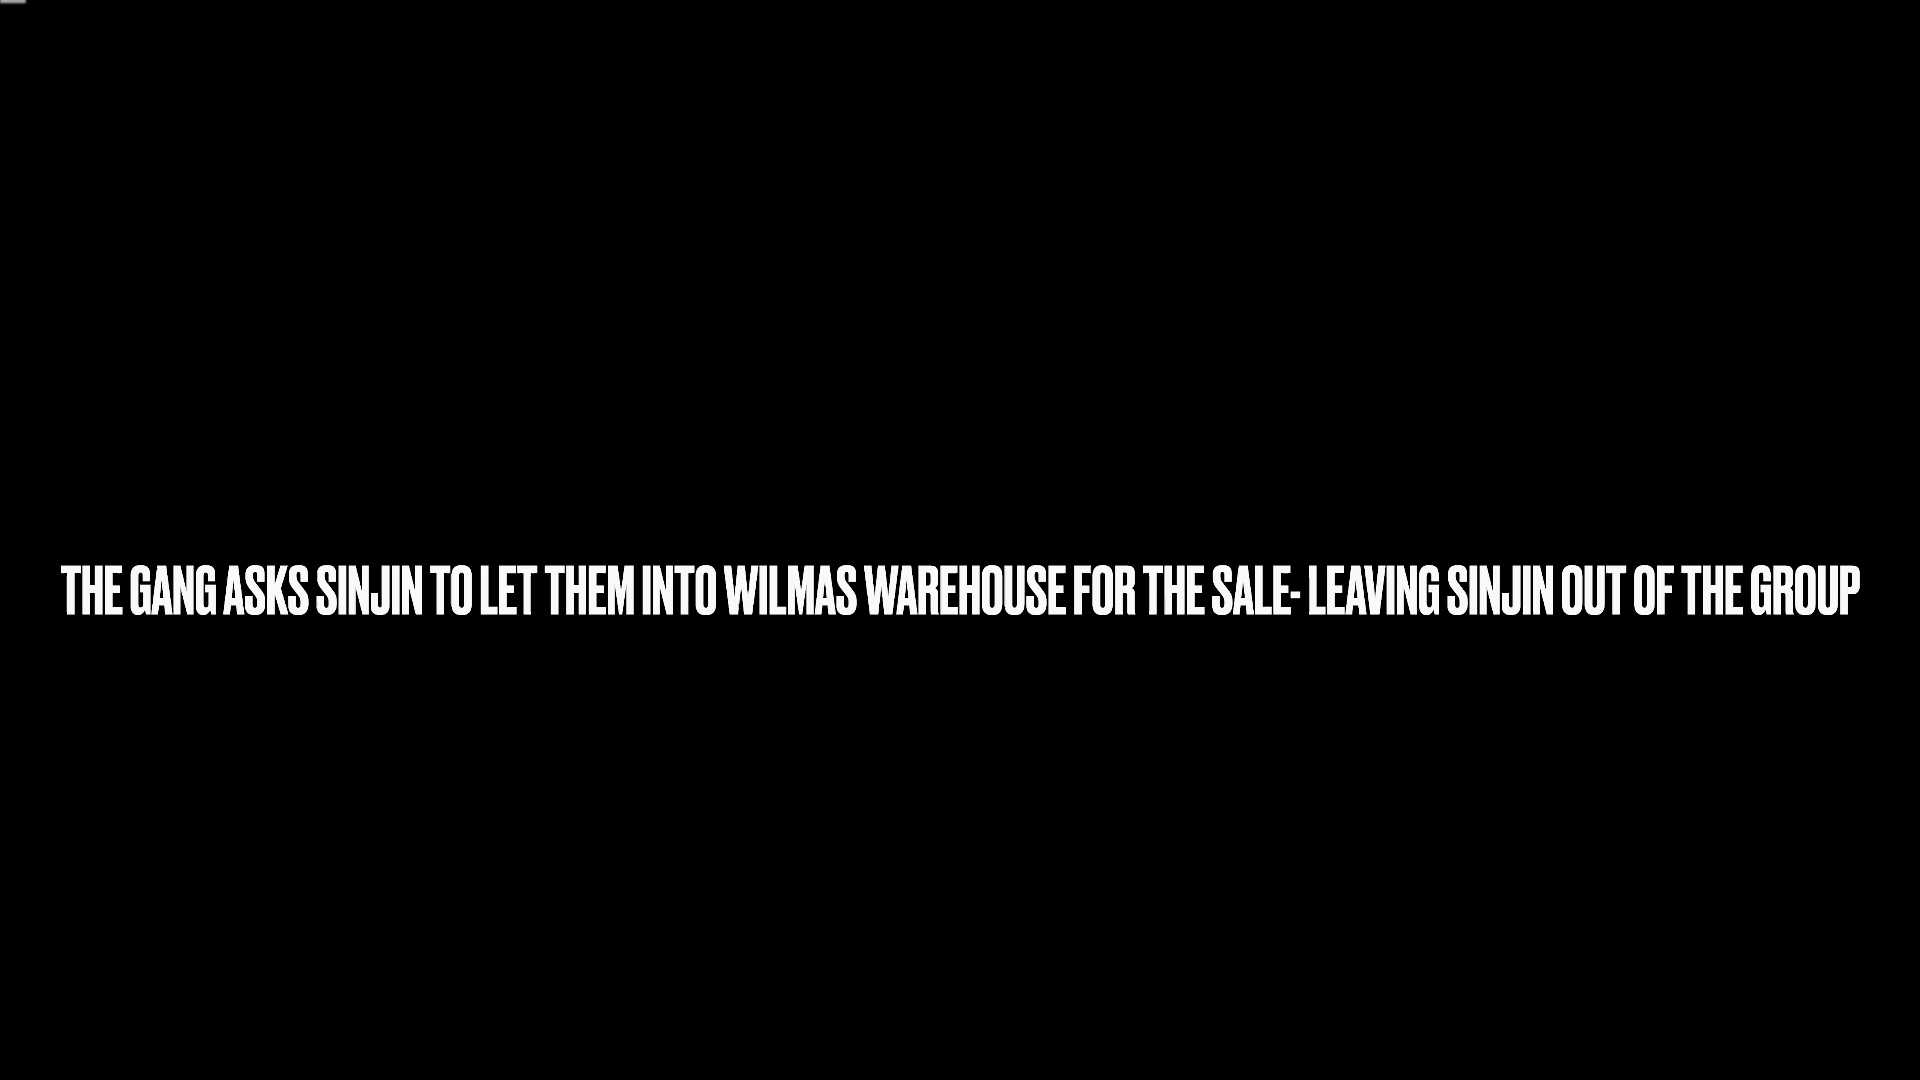 THE GANG ASKS SINJIN TO LET THEM INTO WILMAS WAREHOUSE FOR THE SALE- LEAVING SINJIN OUT OF THE GROUP